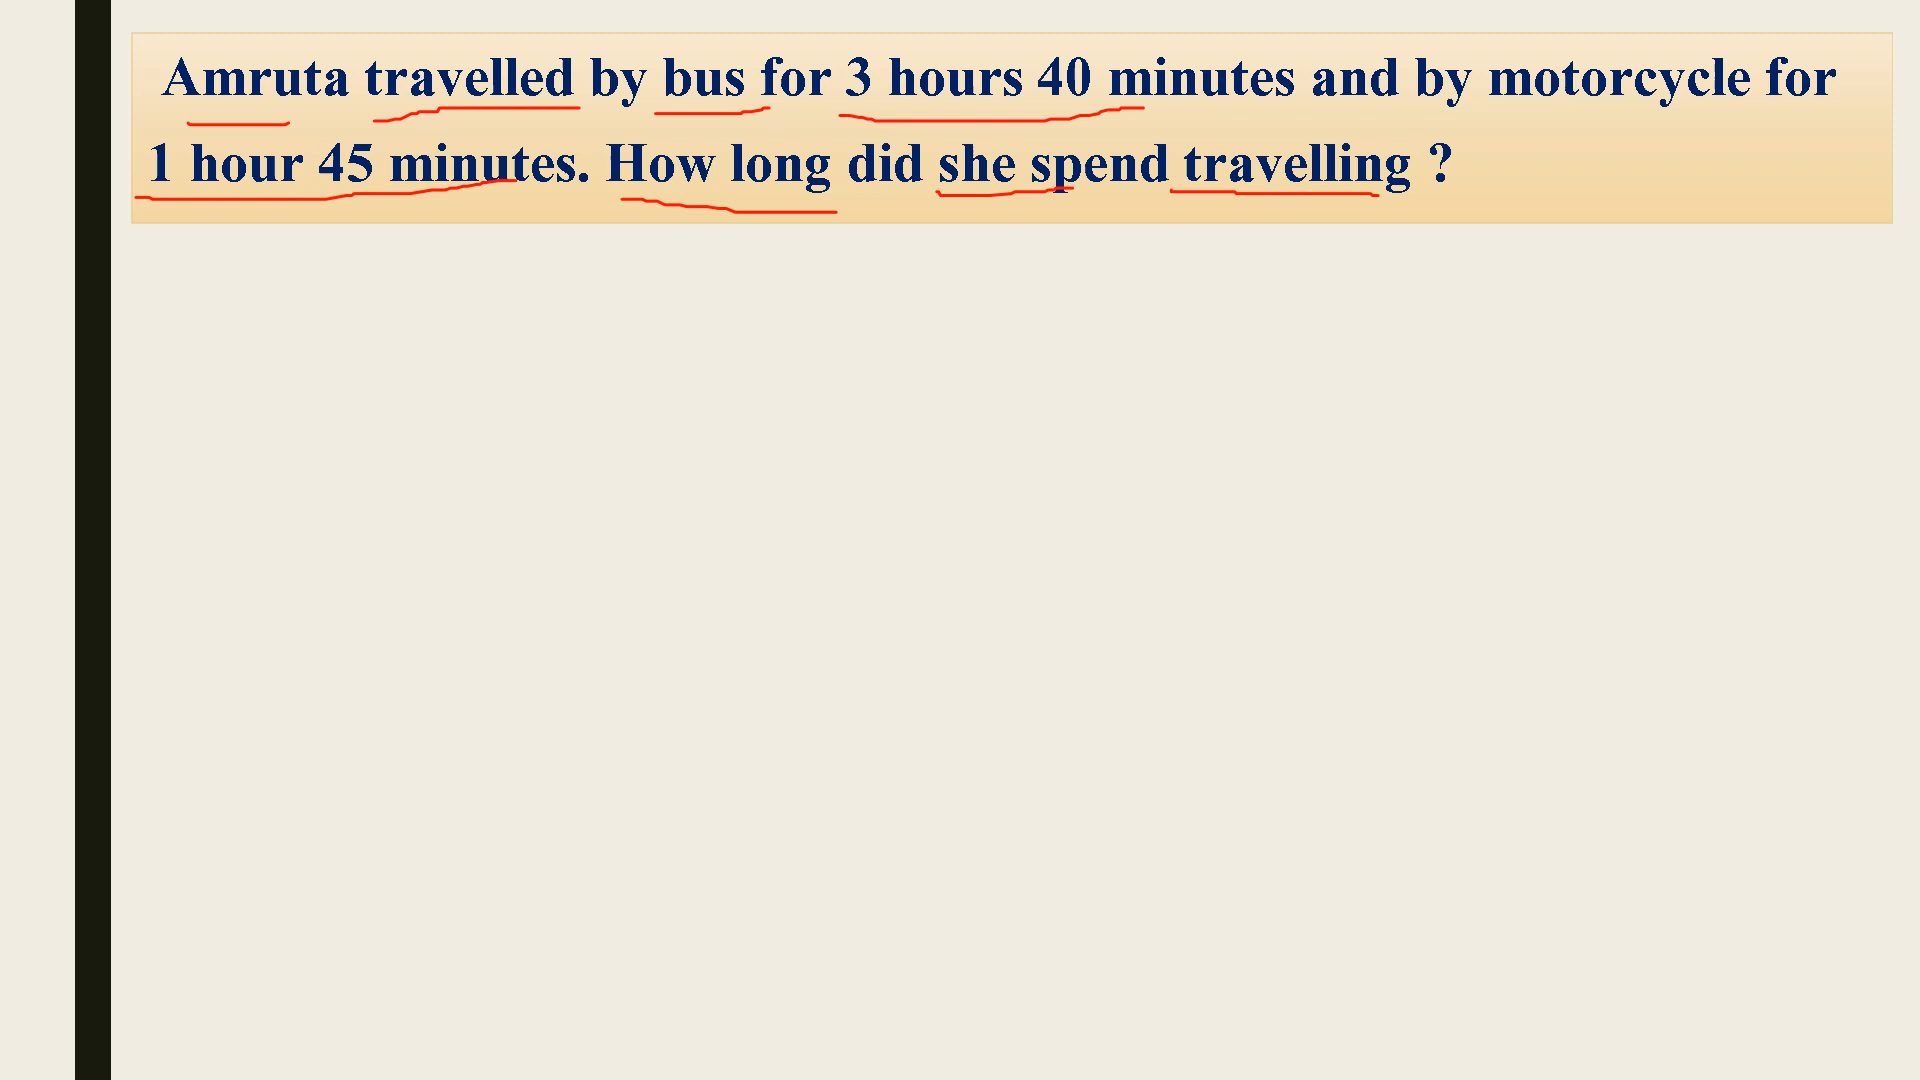 Amruta travelled by bus for 3 hours 40 minutes and by motorcycle for
1 hour 45 minutes. How long did she spend travelling ?